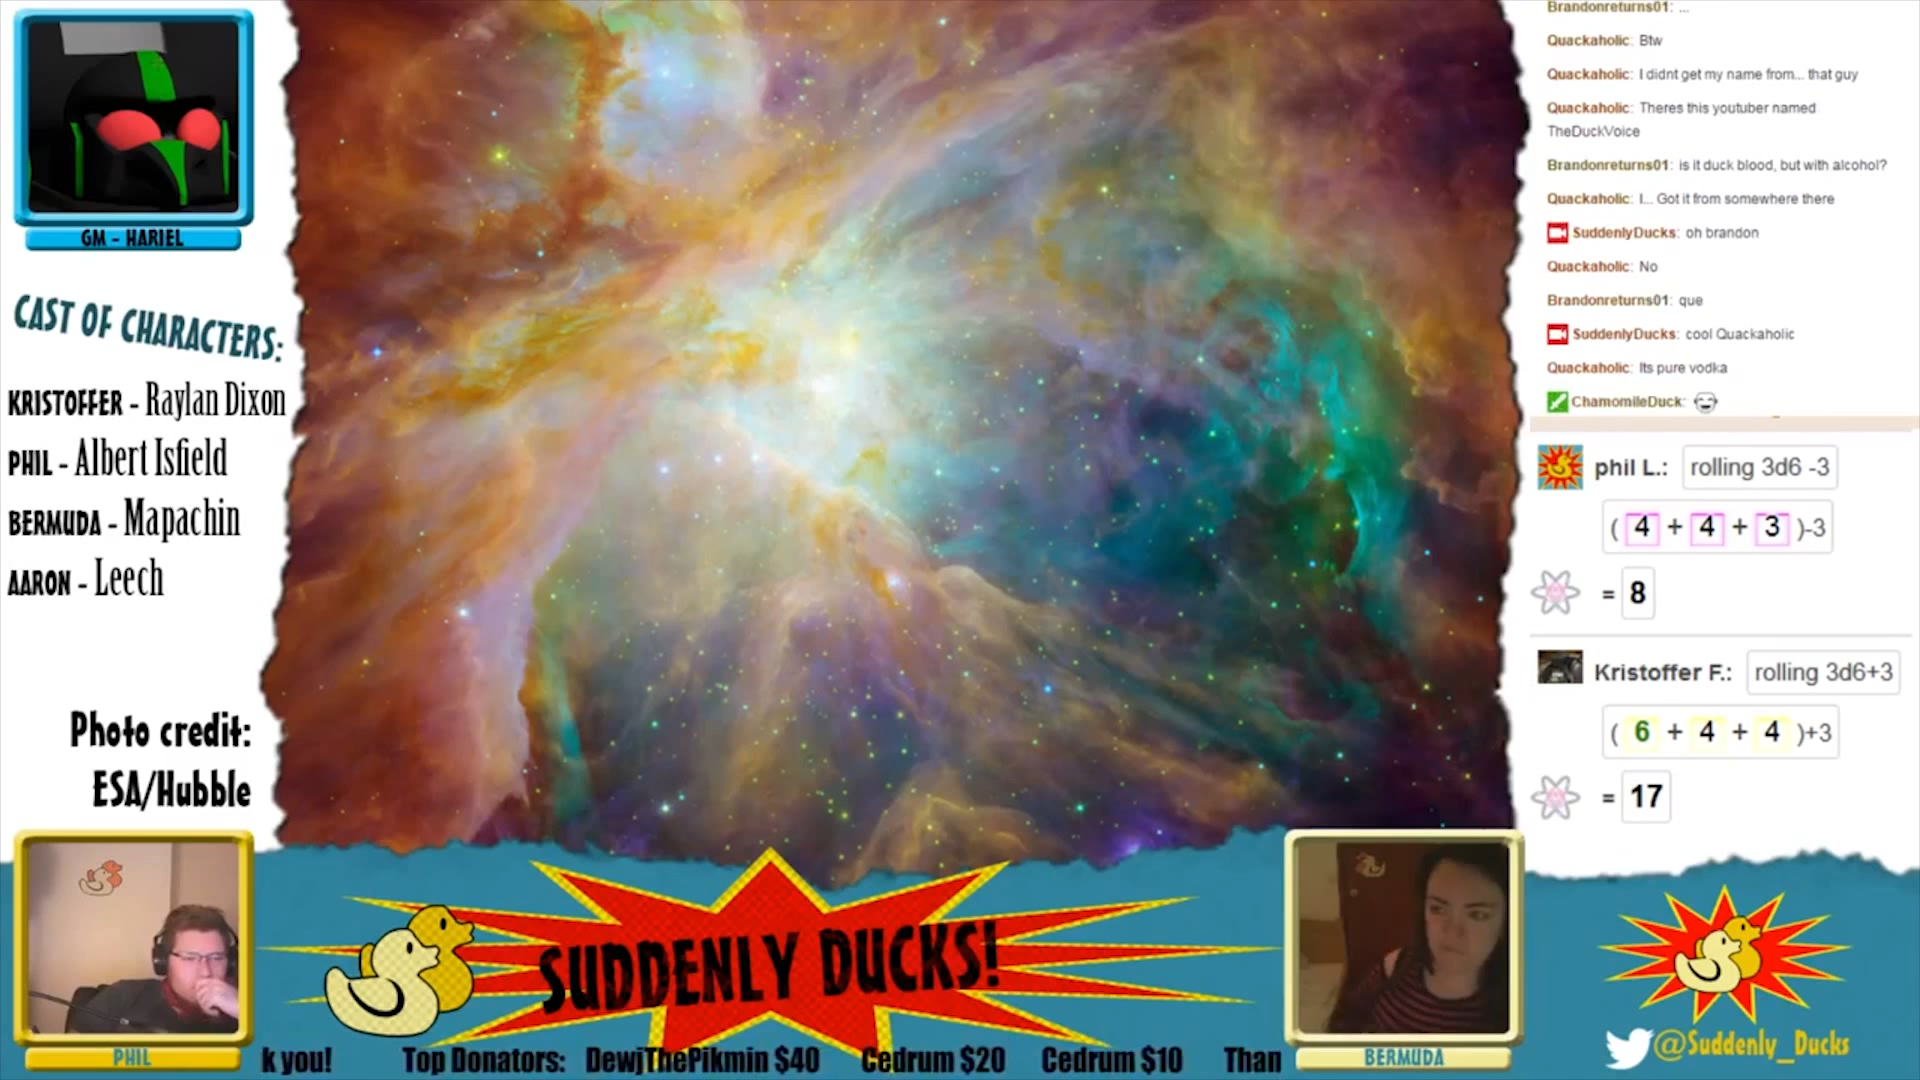 GM - HARIEL
CAST OF CHARACTERS:
KRISTOFFER - Raylan Dixon
PHIL - Albert Isfield
BERMUDA - Mapachin
AARON - Leech
Photo credit:
ESA/Hubble
Brandonreturns01: ...
Quackaholic: Btw
Quackaholic: I didnt get my name from... that guy
Quackaholic: Theres this youtuber named
TheDuckVoice
Brandonreturns01: is it duck blood, but with alcohol?
Quackaholic: I... Got it from somewhere there
SuddenlyDucks: oh brandon
Quackaholic: No
Brandonreturns01: que
SuddenlyDucks: cool Quackaholic
Quackaholic: Its pure vodka
ChamomileDuck:
phil L.: rolling 3d6 -3
( 4 + 4 + 3 )-3
= 8
Kristoffer F.: rolling 3d6+3
( 6 + 4 + 4 )+3
= 17
SUDDENLY DUCKS!
PHIL
k you! Top Donators: DewjThePikmin $40 Cedrum $20 Cedrum $10 Than
BERMUDA
@Suddenly_Ducks